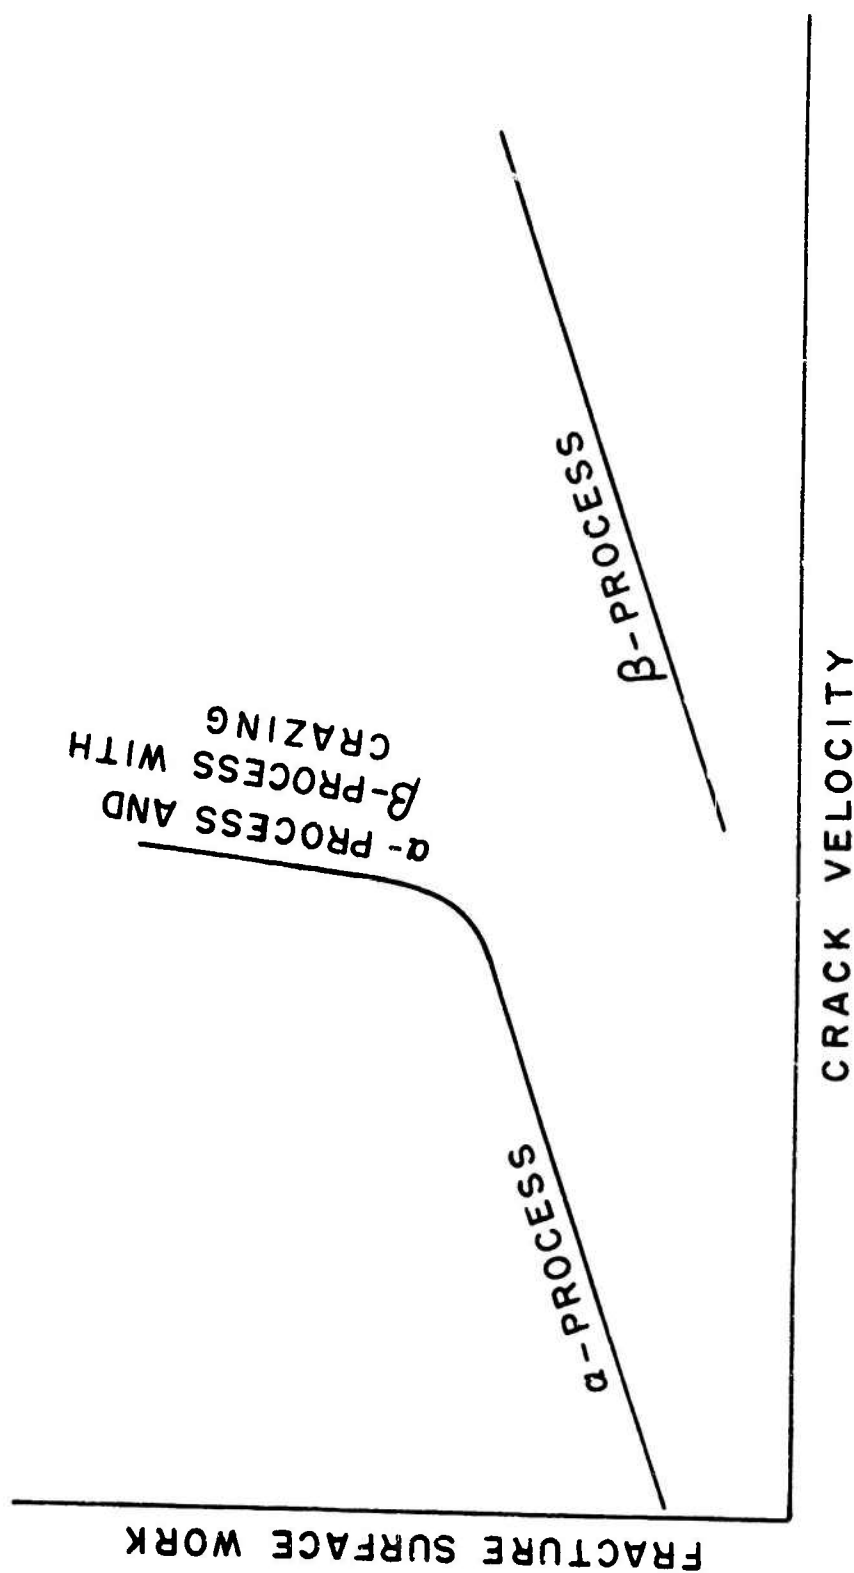 FRACTURE SURFACE WORK
α-PROCESS
α-PROCESS AND
β-PROCESS WITH
CRAZING
β-PROCESS
CRACK VELOCITY